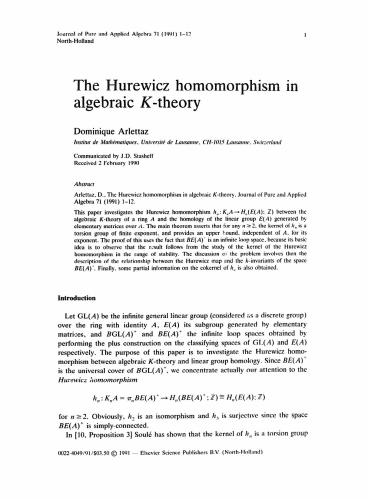 Journal of Pure and Applied Algebra 71 (1991) 1-12
North-Holland
1
The Hurewicz homomorphism in
algebraic K-theory
Dominique Arlettaz
Institut de Mathématiques, Université de Lausanne, CH-1015 Lausanne, Switzerland
Communicated by J.D. Stasheff
Received 2 February 1990
Abstract
Arlettaz, D., The Hurewicz homomorphism in algebraic K-theory, Journal of Pure and Applied
Algebra 71 (1991) 1-12.
This paper investigates the Hurewicz homomorphism hₙ: KₙA→Hₙ(E(A); Z) between the
algebraic K-theory of a ring A and the homology of the linear group E(A) generated by
elementary matrices over A. The main theorem asserts that for any n≥2, the kernel of hₙ is a
torsion group of finite exponent, and provides an upper bound, independent of A, for its
exponent. The proof of this uses the fact that BE(A)⁺ is an infinite loop space, because its basic
idea is to observe that the result follows from the study of the kernel of the Hurewicz
homomorphism in the range of stability. The discussion of the problem involves then the
description of the relationship between the Hurewicz map and the k-invariants of the space
BE(A)⁺. Finally, some partial information on the cokernel of hₙ is also obtained.
Introduction
Let GL(A) be the infinite general linear group (considered as a discrete group)
over the ring with identity A, E(A) its subgroup generated by elementary
matrices, and BGL(A)⁺ and BE(A)⁺ the infinite loop spaces obtained by
performing the plus construction on the classifying spaces of GL(A) and E(A)
respectively. The purpose of this paper is to investigate the Hurewicz homo-
morphism between algebraic K-theory and linear group homology. Since BE(A)⁺
is the universal cover of BGL(A)⁺, we concentrate actually our attention to the
Hurewicz homomorphism
hₙ: KₙA = πₙBE(A)⁺ → Hₙ(BE(A)⁺; Z) ≅ Hₙ(E(A); Z)
for n≥2. Obviously, h₂ is an isomorphism and h₃ is surjective since the space
BE(A)⁺ is simply-connected.
In [10, Proposition 3] Soulé has shown that the kernel of hₙ is a torsion group
0022-4049/91/$03.50 © 1991 — Elsevier Science Publishers B.V. (North-Holland)